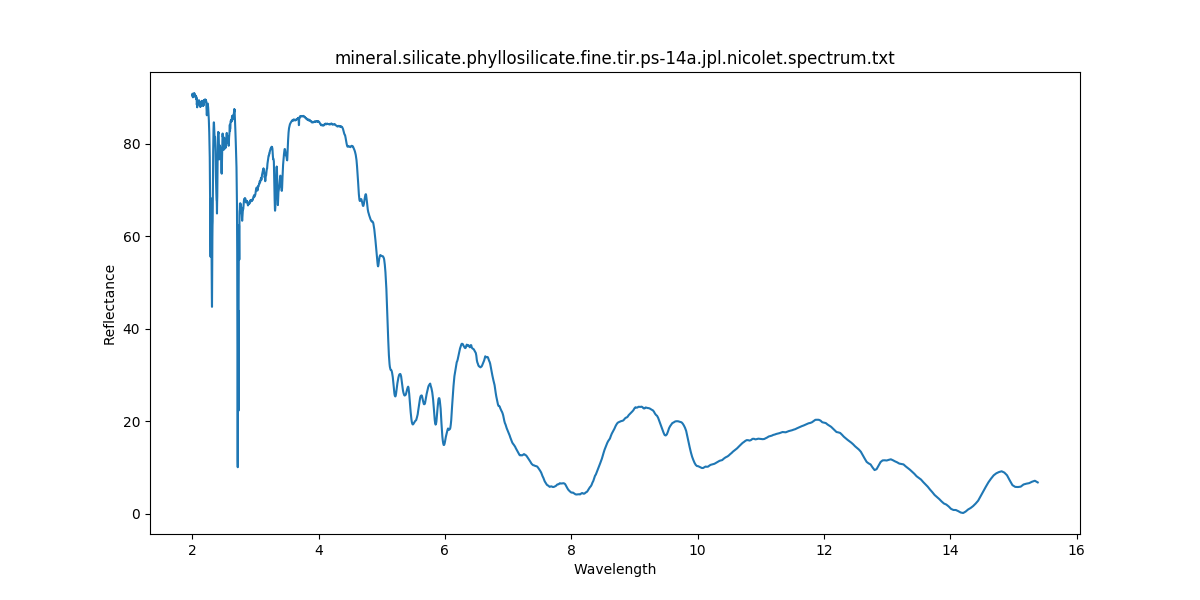 mineral.silicate.phyllosilicate.fine.tir.ps-14a.jpl.nicolet.spectrum.txt
80
60
40
20
0
Reflectance
2 4 6 8 10 12 14 16
Wavelength